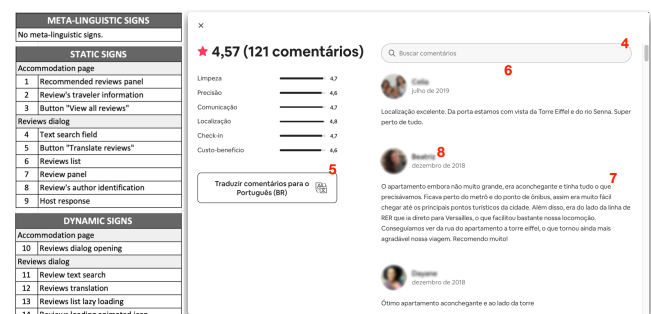 META-LINGUISTIC SIGNS
No meta-linguistic signs.
STATIC SIGNS
Accommodation page
1 Recommended reviews panel
2 Review's traveler information
3 Button "View all reviews"
Reviews dialog
4 Text search field
5 Button "Translate reviews"
6 Reviews list
7 Review panel
8 Review's author identification
9 Host response
DYNAMIC SIGNS
Accommodation page
10 Reviews dialog opening
Reviews dialog
11 Review text search
12 Reviews translation
13 Reviews list lazy loading
14 Reviews loading animated icon
×
★ 4,57 (121 comentários)
Limpeza 4,7
Precisão 4,6
Comunicação 4,7
Localização 4,8
Check-in 4,7
Custo-benefício 4,6
5
Traduzir comentários para o
Português (BR)
4
Buscar comentários
6
julho de 2019
Localização excelente. Da porta estamos com vista da Torre Eiffel e do rio Senna. Super
perto de tudo.
Beatriz 8
dezembro de 2018
7
O apartamento embora não muito grande, era aconchegante e tinha tudo o que
precisávamos. Ficava perto do metrô e do ponto de ônibus, assim era muito fácil
chegar até os principais pontos turísticos da cidade. Além disso, era do lado da linha de
RER que ia direto para Versailles, o que facilitou bastante nossa locomoção.
Conseguíamos ver da rua do apartamento a torre eiffel, o que tornou ainda mais
agradável nossa viagem. Recomendo muito!
dezembro de 2018
Ótimo apartamento aconchegante e ao lado da torre